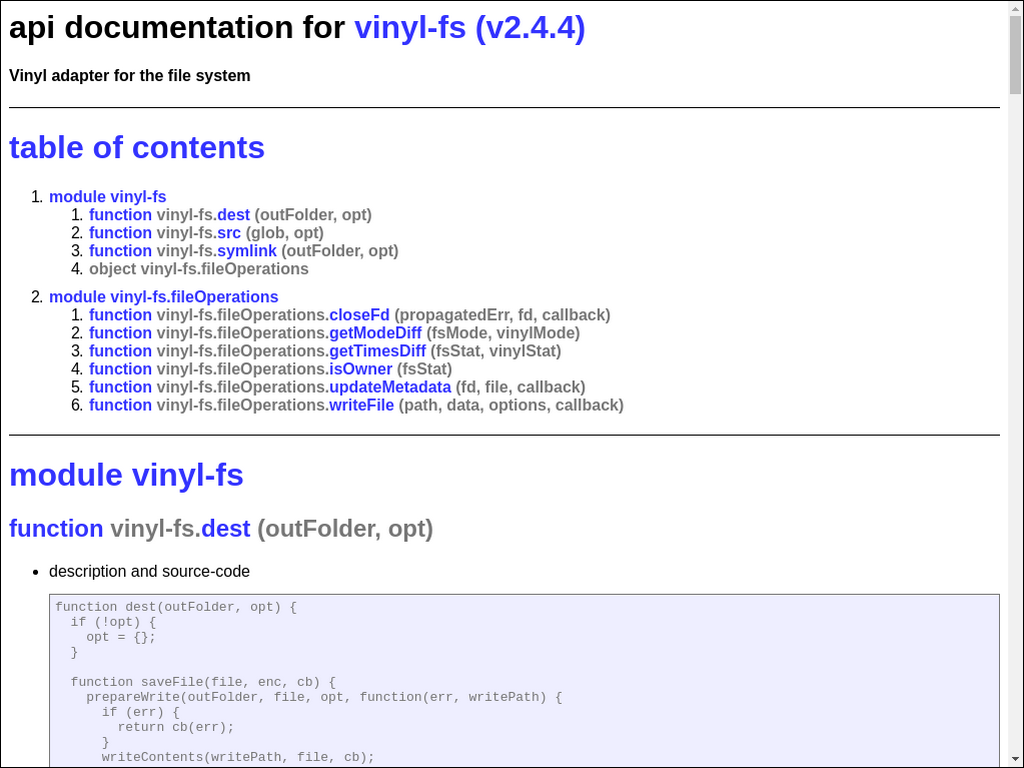 api documentation for vinyl-fs (v2.4.4)
Vinyl adapter for the file system
table of contents
1. module vinyl-fs
1. function vinyl-fs.dest (outFolder, opt)
2. function vinyl-fs.src (glob, opt)
3. function vinyl-fs.symlink (outFolder, opt)
4. object vinyl-fs.fileOperations
2. module vinyl-fs.fileOperations
1. function vinyl-fs.fileOperations.closeFd (propagatedErr, fd, callback)
2. function vinyl-fs.fileOperations.getModeDiff (fsMode, vinylMode)
3. function vinyl-fs.fileOperations.getTimesDiff (fsStat, vinylStat)
4. function vinyl-fs.fileOperations.isOwner (fsStat)
5. function vinyl-fs.fileOperations.updateMetadata (fd, file, callback)
6. function vinyl-fs.fileOperations.writeFile (path, data, options, callback)
module vinyl-fs
function vinyl-fs.dest (outFolder, opt)
• description and source-code
function dest(outFolder, opt) {
  if (!opt) {
    opt = {};
  }
  function saveFile(file, enc, cb) {
    prepareWrite(outFolder, file, opt, function(err, writePath) {
      if (err) {
        return cb(err);
      }
      writeContents(writePath, file, cb);